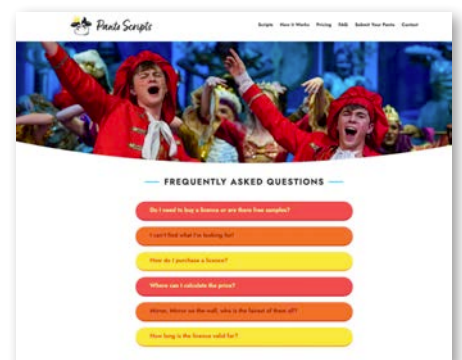 Panto Scripts
Scripts How it Works Pricing FAQ Submit Your Panto Contact
FREQUENTLY ASKED QUESTIONS
Do I need to buy a licence or are there free samples?
I can't find what I'm looking for!
How do I purchase a licence?
Where can I calculate the price?
Mirror, Mirror on the wall, who is the fairest of them all?
How long is the licence valid for?